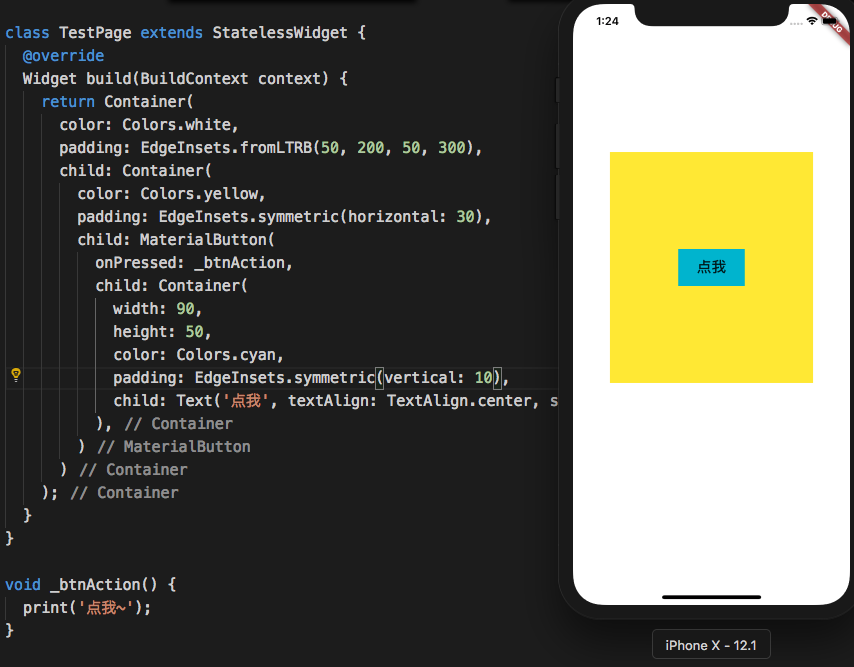 class TestPage extends StatelessWidget {
@override
Widget build(BuildContext context) {
return Container(
color: Colors.white,
padding: EdgeInsets.fromLTRB(50, 200, 50, 300),
child: Container(
color: Colors.yellow,
padding: EdgeInsets.symmetric(horizontal: 30),
child: MaterialButton(
onPressed: _btnAction,
child: Container(
width: 90,
height: 50,
color: Colors.cyan,
padding: EdgeInsets.symmetric(vertical: 10),
child: Text('点我', textAlign: TextAlign.center, s
), // Container
) // MaterialButton
) // Container
); // Container
}
}
void _btnAction() {
print('点我~');
}
1:24
点我
iPhone X - 12.1